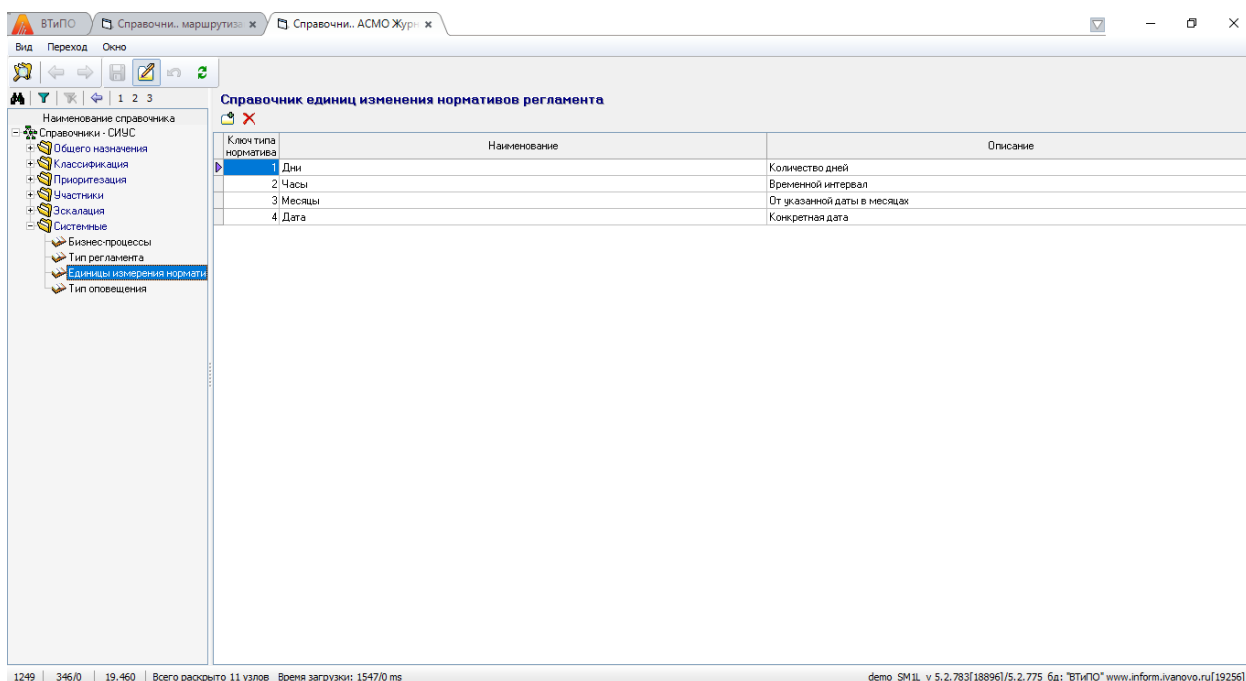 ВТиПО
Справочни.. маршрутиза
Справочни.. АСМО Журн
Вид Переход Окно
1 2 3
Наименование справочника
Справочники - СИУС
Общего назначения
Классификация
Приоритезация
Участники
Эскалация
Системные
Бизнес-процессы
Тип регламента
Единицы измерения нормати
Тип оповещения
Справочник единиц изменения нормативов регламента
Ключ типа норматива Наименование Описание
1 Дни Количество дней
2 Часы Временной интервал
3 Месяцы От указанной даты в месяцах
4 Дата Конкретная дата
1249 346/0 19.460 Всего раскрыто 11 узлов Время загрузки: 1547/0 ms
demo_SM1L v 5.2.783[18896]/5.2.775 бд: "ВТиПО" www.inform.ivanovo.ru[19256]